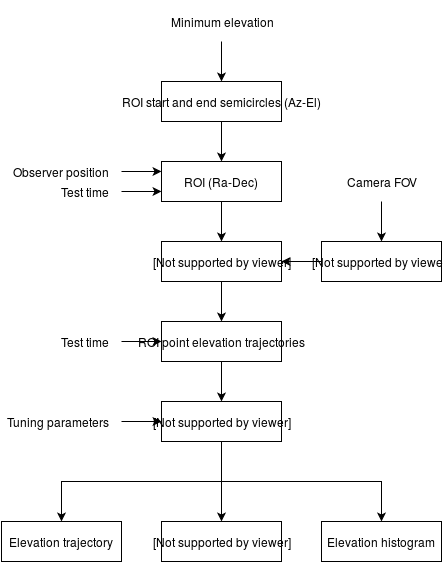 Minimum elevation
ROI start and end semicircles (Az-El)
Observer position
Test time
ROI (Ra-Dec)
Camera FOV
[Not supported by viewer]
[Not supported by viewe
Test time
ROI point elevation trajectories
Tuning parameters
[Not supported by viewer]
Elevation trajectory
[Not supported by viewer]
Elevation histogram